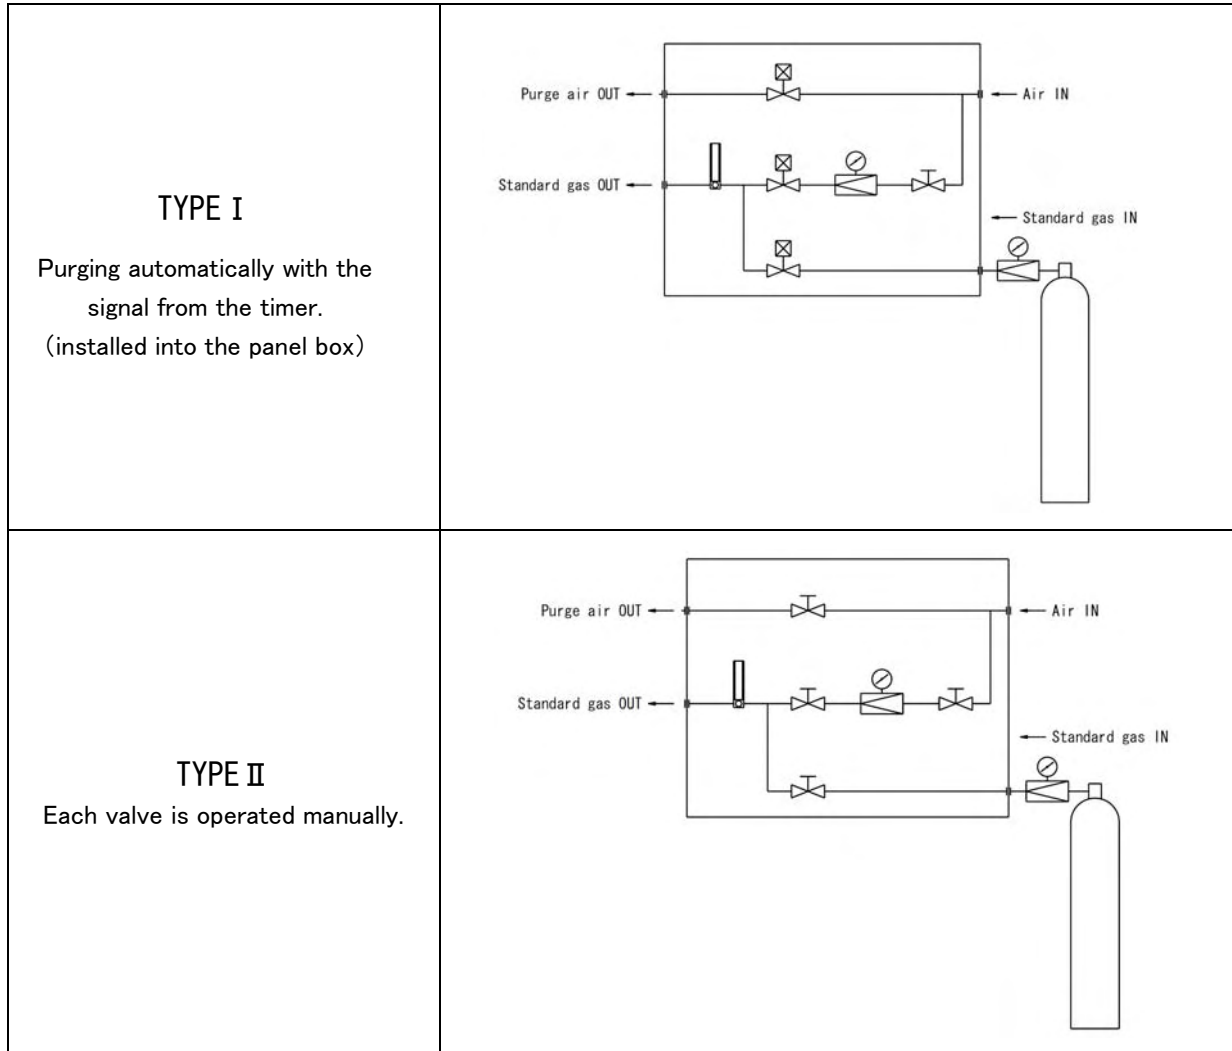 TYPE Ⅰ
Purging automatically with the
signal from the timer.
（installed into the panel box）
Purge air OUT
Air IN
Standard gas OUT
Standard gas IN
TYPE Ⅱ
Each valve is operated manually.
Purge air OUT
Air IN
Standard gas OUT
Standard gas IN